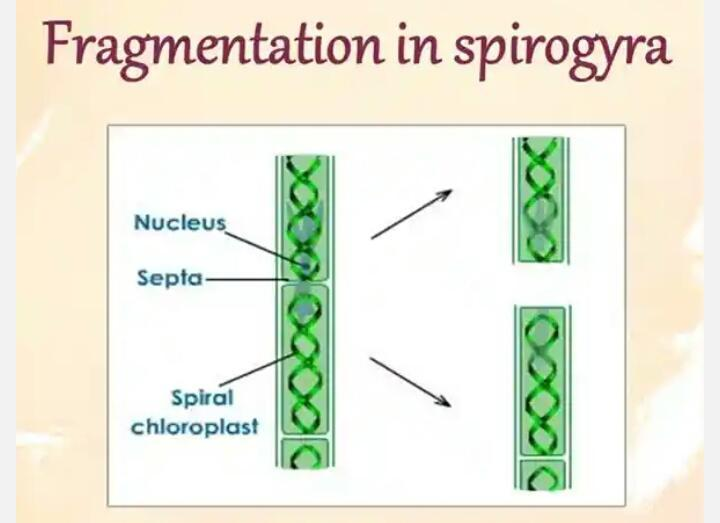 Fragmentation in spirogyra
Nucleus
Septa
Spiral
chloroplast